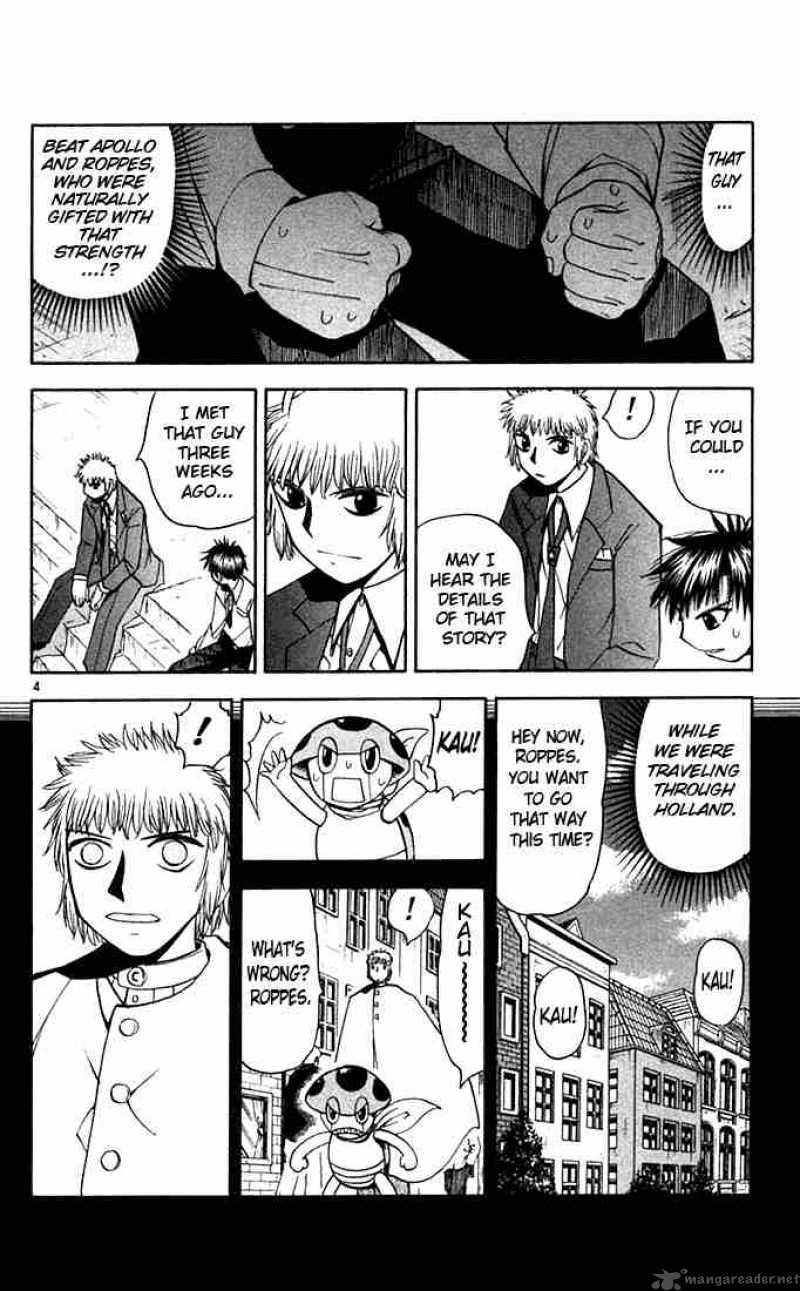 THAT
GUY
...
BEAT APOLLO
AND ROPPES,
WHO WERE
NATURALLY
GIFTED WITH
THAT
STRENGTH
...!?
IF YOU
COULD
...
!
MAY I
HEAR THE
DETAILS
OF THAT
STORY?
I MET
THAT GUY
THREE
WEEKS
AGO...
4
WHILE
WE WERE
TRAVELING
THROUGH
HOLLAND.
HEY NOW,
ROPPES.
YOU WANT
TO GO
THAT WAY
THIS TIME?
KAU!
KAU!
KAU!
KAU~~~~
!
WHAT'S
WRONG?
ROPPES.
!
C
mangareader.net